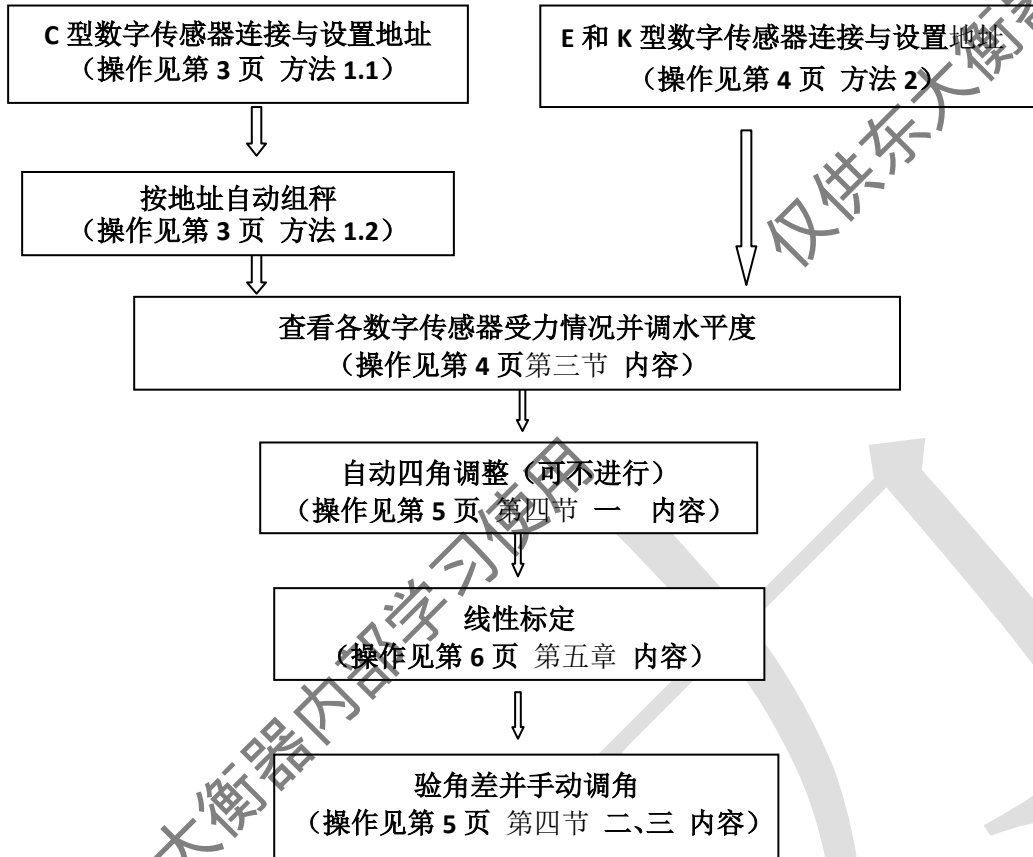 C 型数字传感器连接与设置地址
（操作见第 3 页 方法 1.1）
E 和 K 型数字传感器连接与设置地址
（操作见第 4 页 方法 2）
按地址自动组秤
（操作见第 3 页 方法 1.2）
查看各数字传感器受力情况并调水平度
（操作见第 4 页第三节 内容）
自动四角调整（可不进行）
（操作见第 5 页 第四节 一 内容）
线性标定
（操作见第 6 页 第五章 内容）
验角差并手动调角
（操作见第 5 页 第四节 二、三 内容）
仅供东大衡器
大衡器内部学习使用